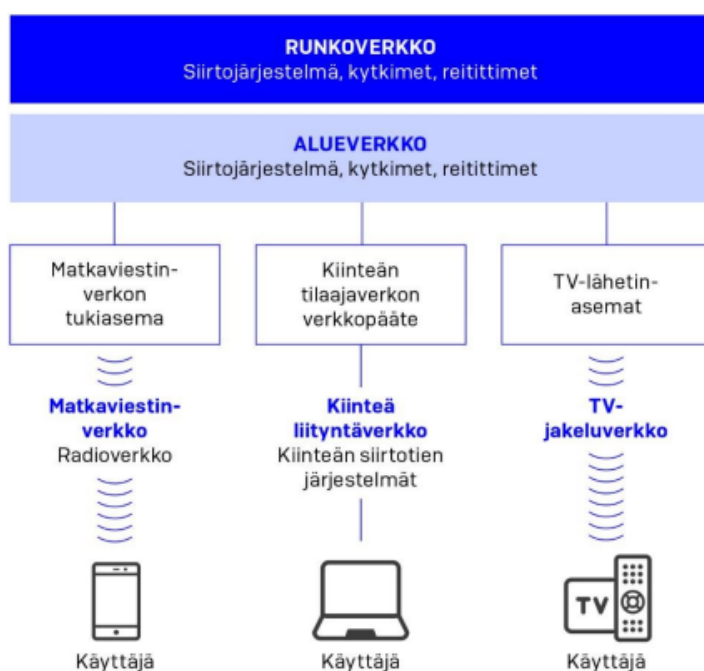 RUNKOVERKKO
Siirtojärjestelmä, kytkimet, reitittimet
ALUEVERKKO
Siirtojärjestelmä, kytkimet, reitittimet
Matkaviestin-
verkon
tukiasema
Kiinteän
tilaajaverkon
verkkopääte
TV-lähetin-
asemat
Matkaviestin-
verkko
Radioverkko
Kiinteä
liityntäverkko
Kiinteän siirtotien
järjestelmät
TV-
jakeluverkko
TV
Käyttäjä
Käyttäjä
Käyttäjä